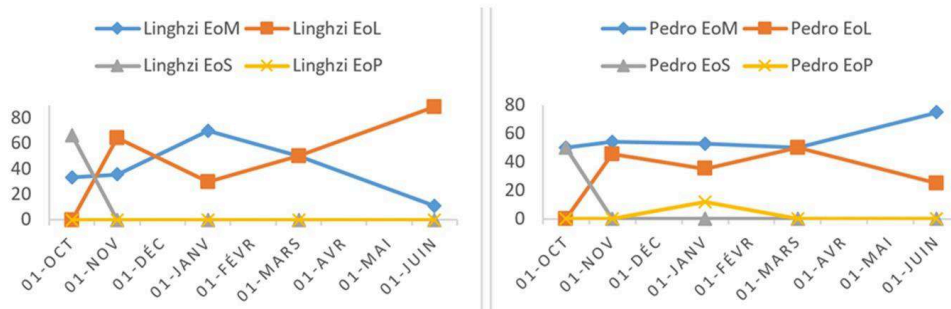 Linghzi EoM Linghzi EoL
Linghzi EoS Linghzi EoP
80
60
40
20
0
01-OCT 01-NOV 01-DÉC 01-JANV 01-FÉVR 01-MARS 01-AVR 01-MAI 01-JUIN
Pedro EoM Pedro EoL
Pedro EoS Pedro EoP
80
60
40
20
0
01-OCT 01-NOV 01-DÉC 01-JANV 01-FÉVR 01-MARS 01-AVR 01-MAI 01-JUIN